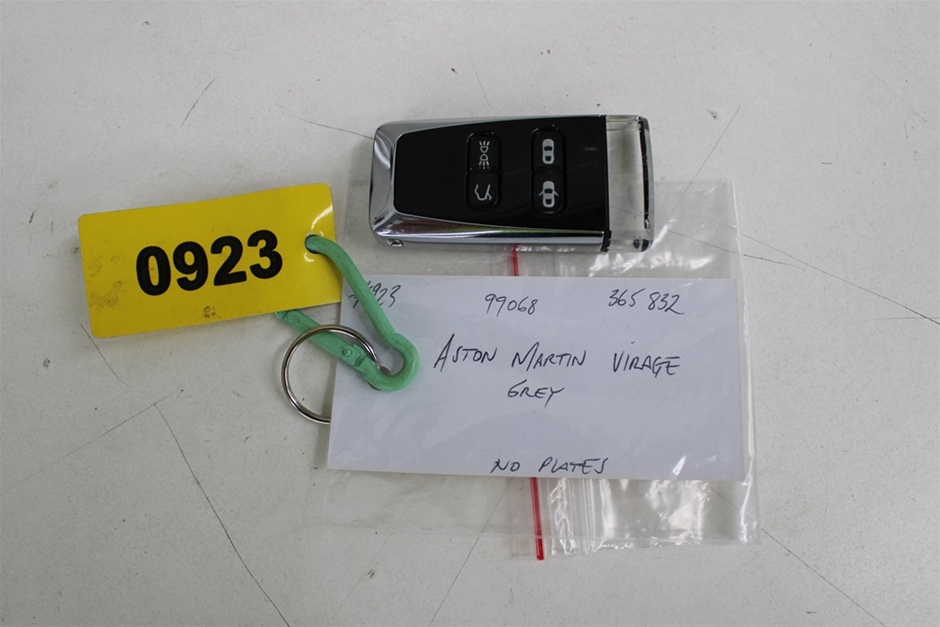 0923
99068 365 832
ASTON MARTIN VIRAGE
GREY
NO PLATES